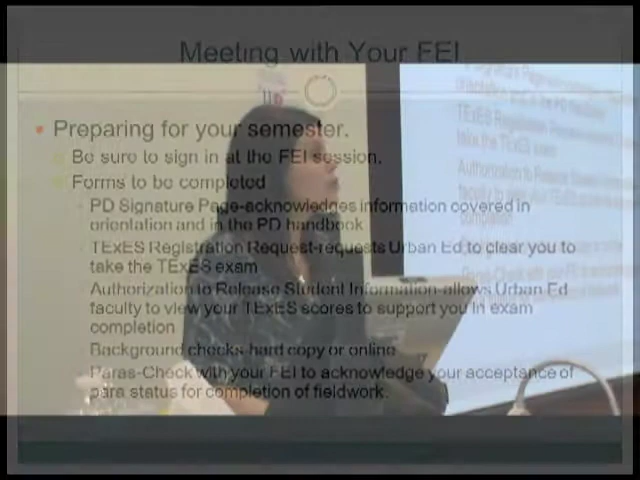 Meeting with Your FEI
Preparing for your semester.
Be sure to sign in at the FEI session.
Forms to be completed
PD Signature Page-acknowledges information covered in
orientation and in the PD handbook
TExES Registration Request-requests Urban Ed to clear you to
take the TExES exam
Authorization to Release Student Information-allows Urban Ed
faculty to view your TExES scores to support you in exam
completion
Background checks-hard copy or online
Paras-Check with your FEI to acknowledge your acceptance of
para status for completion of fieldwork.